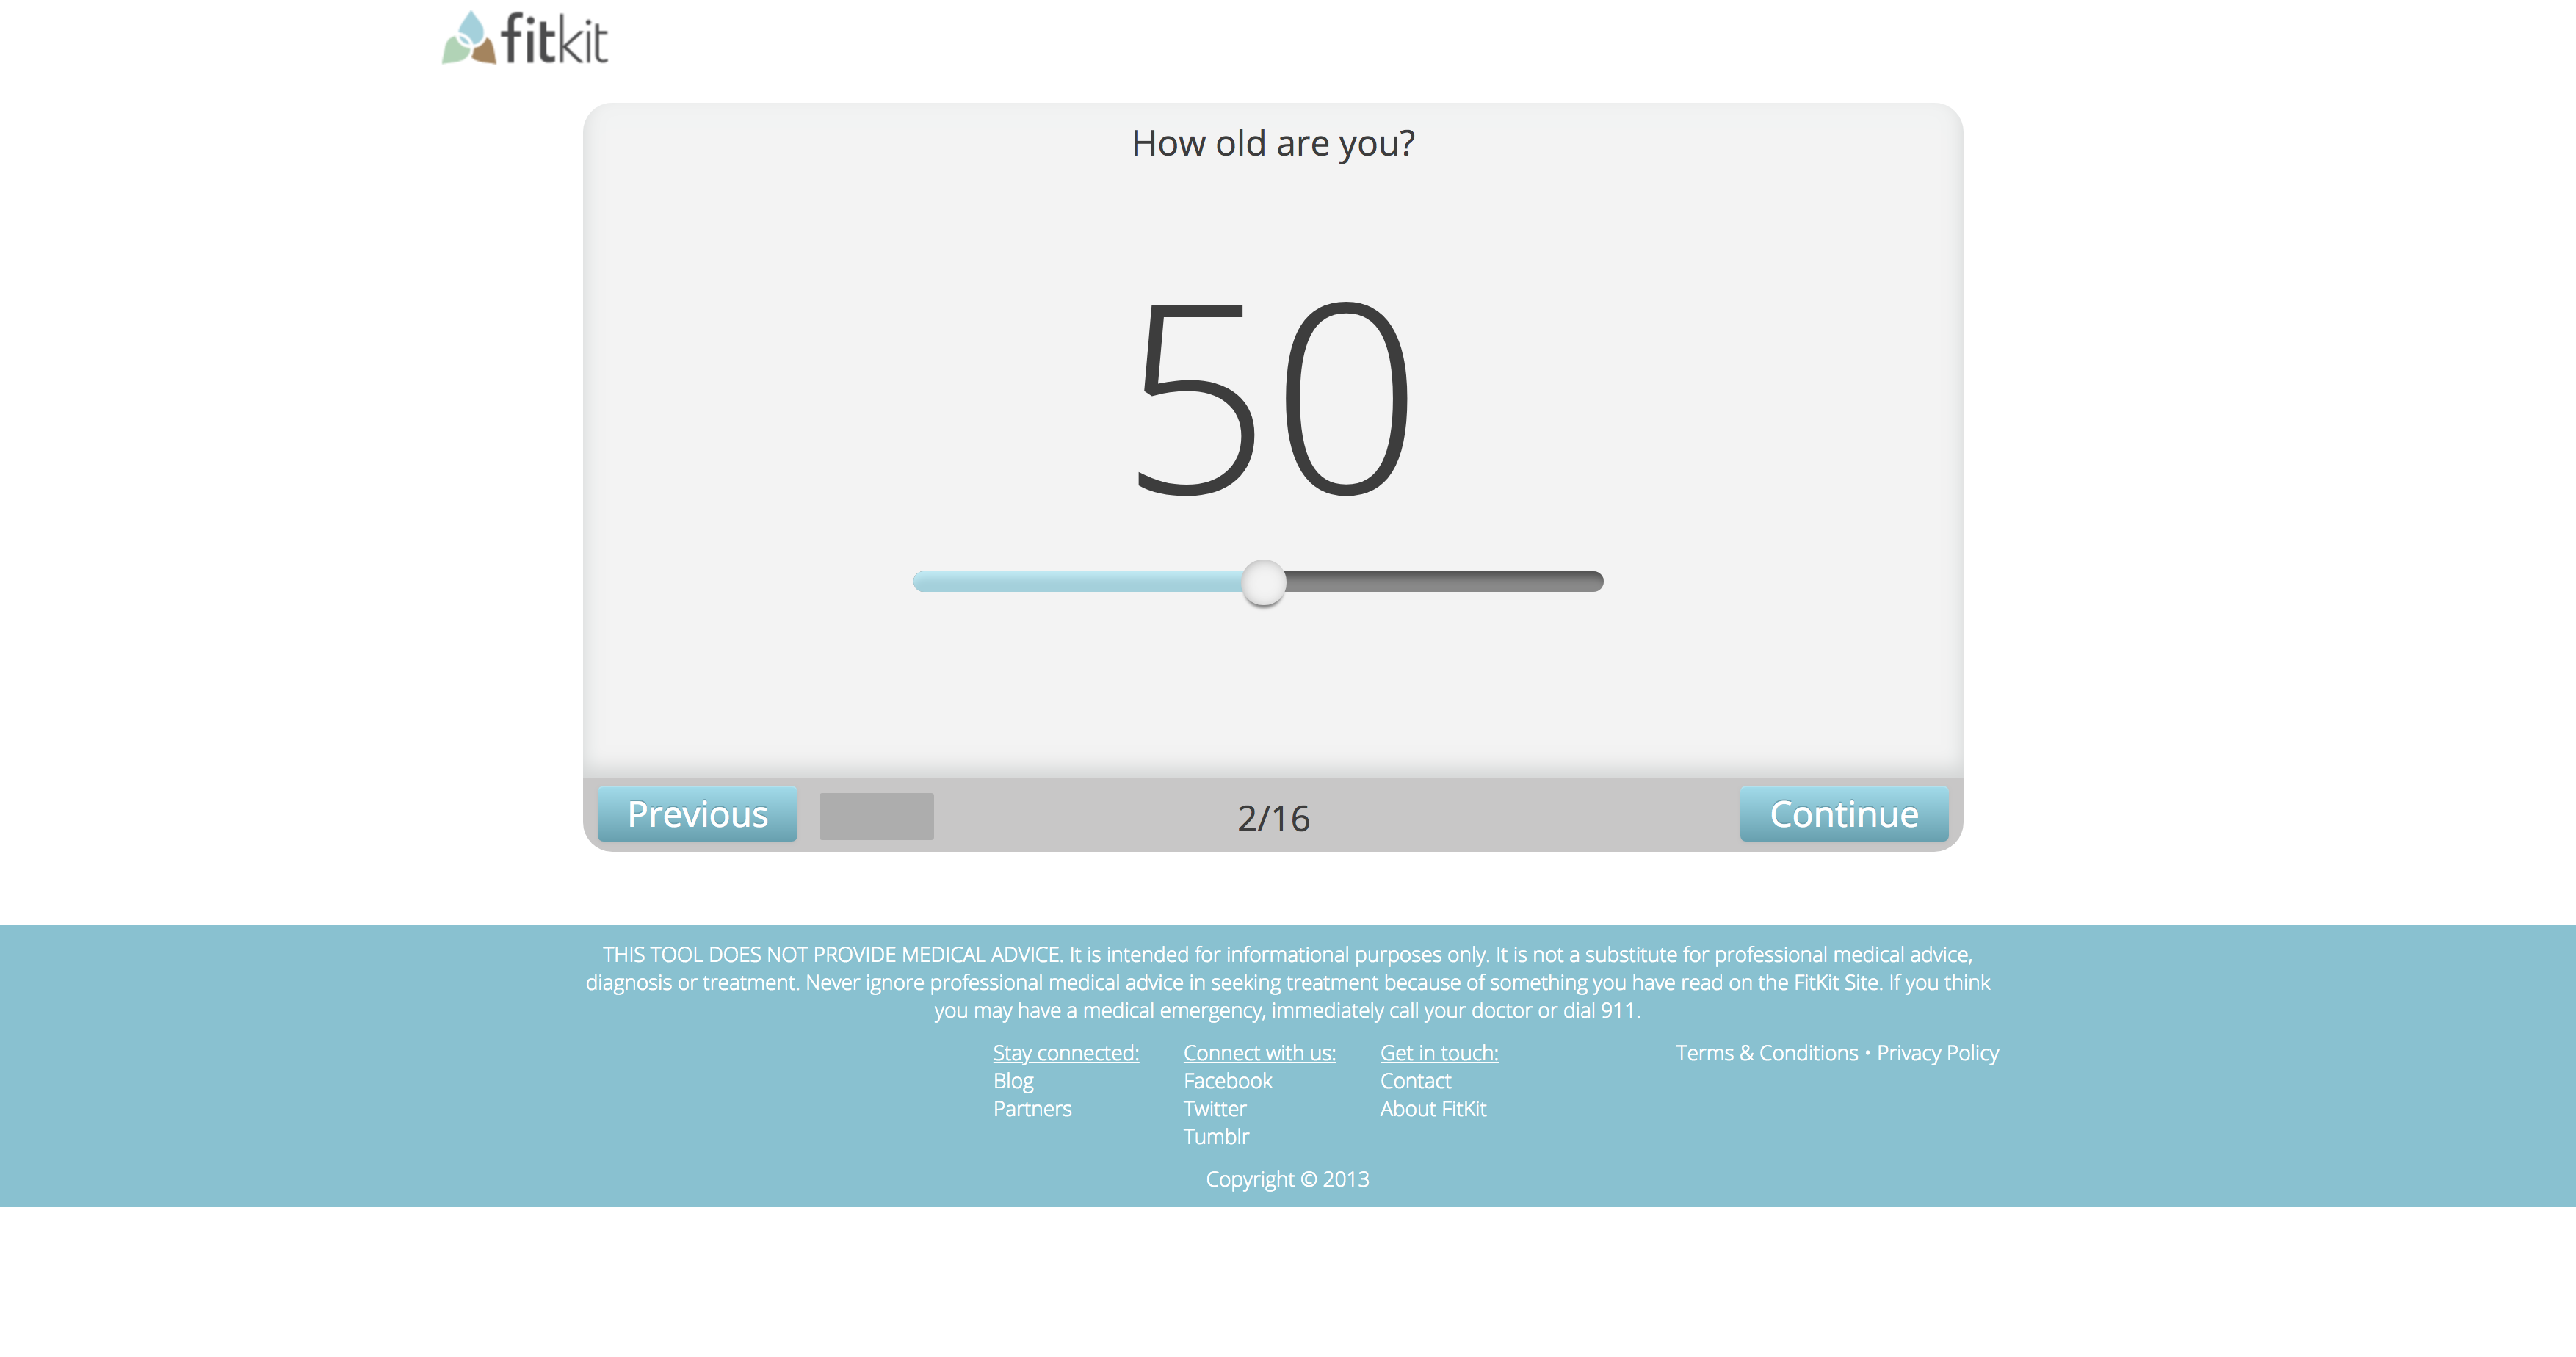 fitkit
How old are you?
50
Previous
2/16
Continue
THIS TOOL DOES NOT PROVIDE MEDICAL ADVICE. It is intended for informational purposes only. It is not a substitute for professional medical advice,
diagnosis or treatment. Never ignore professional medical advice in seeking treatment because of something you have read on the FitKit Site. If you think
you may have a medical emergency, immediately call your doctor or dial 911.
Stay connected:
Blog
Partners
Connect with us:
Facebook
Twitter
Tumblr
Get in touch:
Contact
About FitKit
Terms & Conditions • Privacy Policy
Copyright © 2013